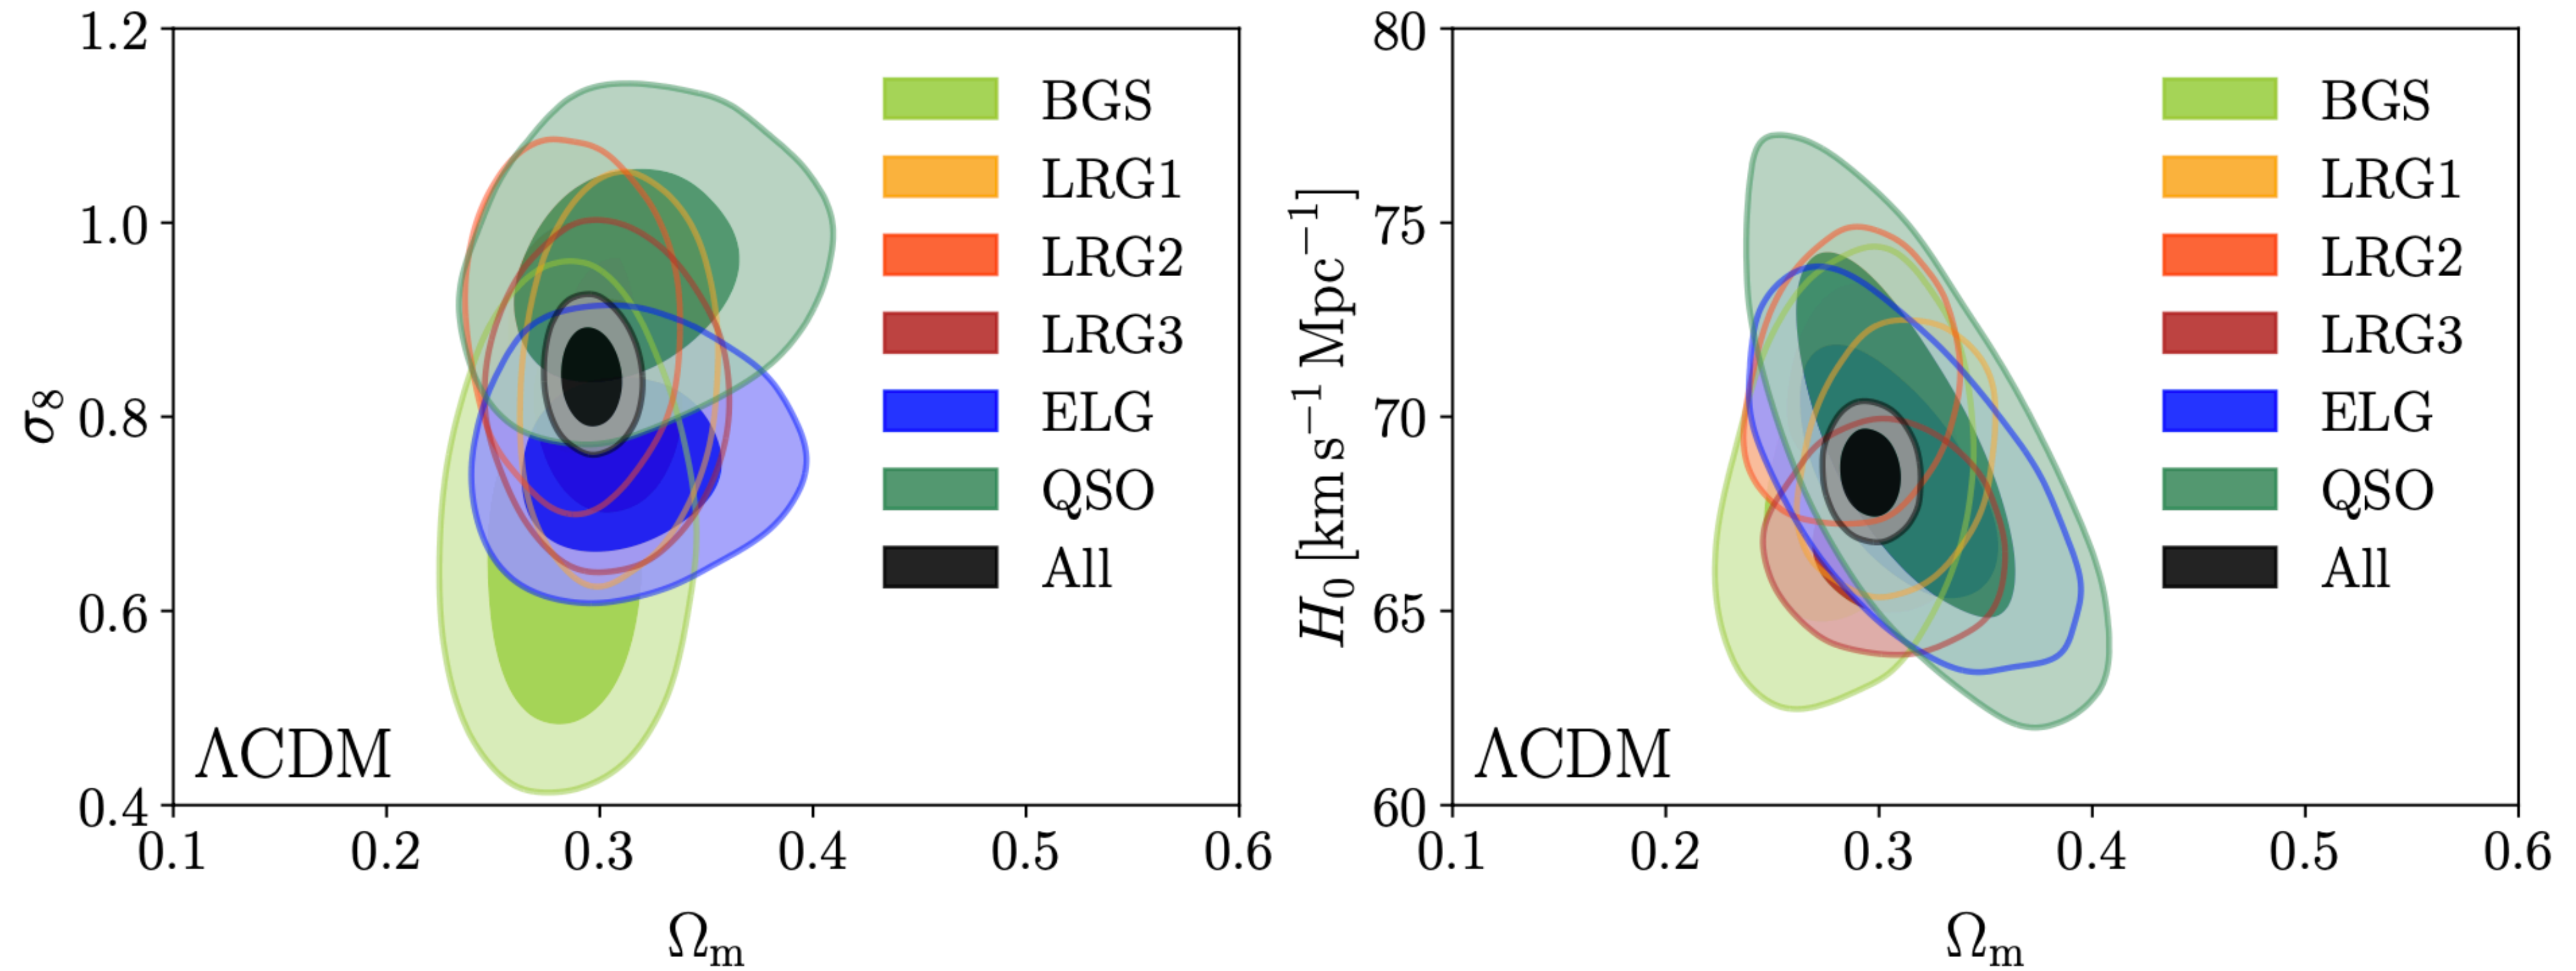 σ₈
1.2
1.0
0.8
0.6
0.4
BGS
LRG1
LRG2
LRG3
ELG
QSO
All
ΛCDM
0.1 0.2 0.3 0.4 0.5 0.6
Ωₘ
H₀ [km s⁻¹ Mpc⁻¹]
80
75
70
65
60
BGS
LRG1
LRG2
LRG3
ELG
QSO
All
ΛCDM
0.1 0.2 0.3 0.4 0.5 0.6
Ωₘ